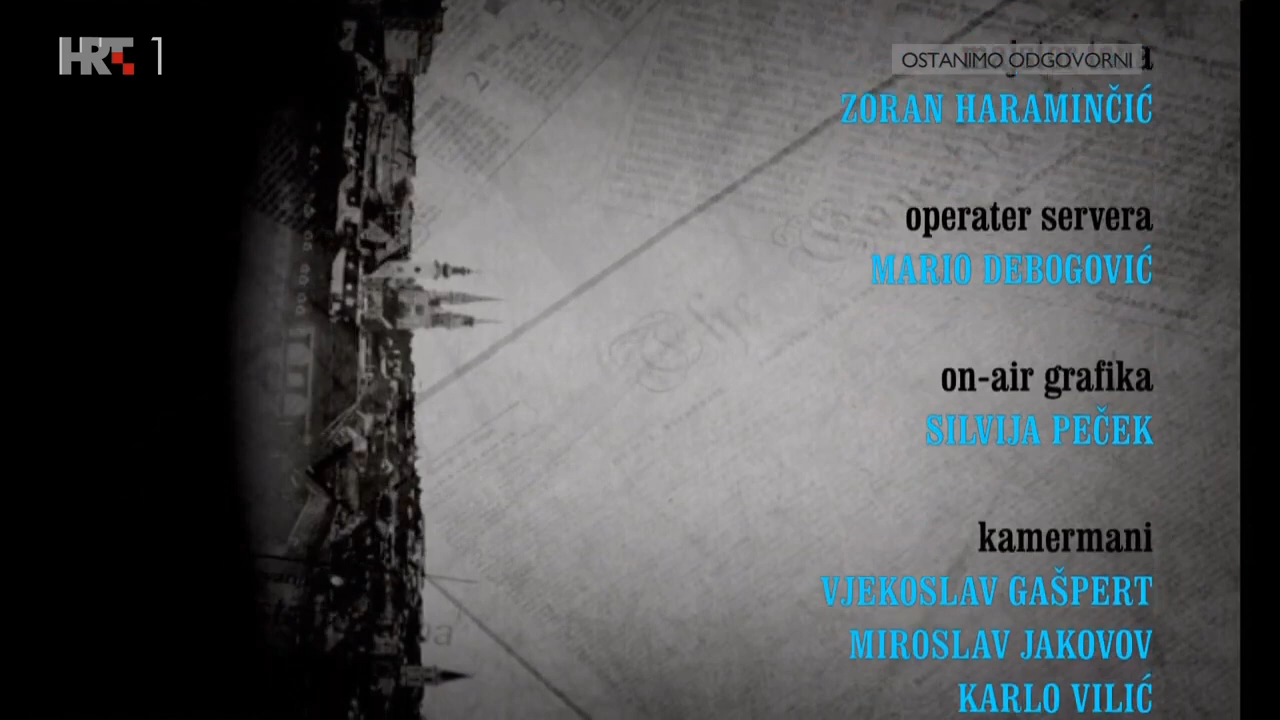 HRT 1
OSTANIMO ODGOVORNI
ZORAN HARAMINČIĆ
operater servera
MARIO DEBOGOVIĆ
on-air grafika
SILVIJA PEČEK
kamermani
VJEKOSLAV GAŠPERT
MIROSLAV JAKOVOV
KARLO VILIĆ